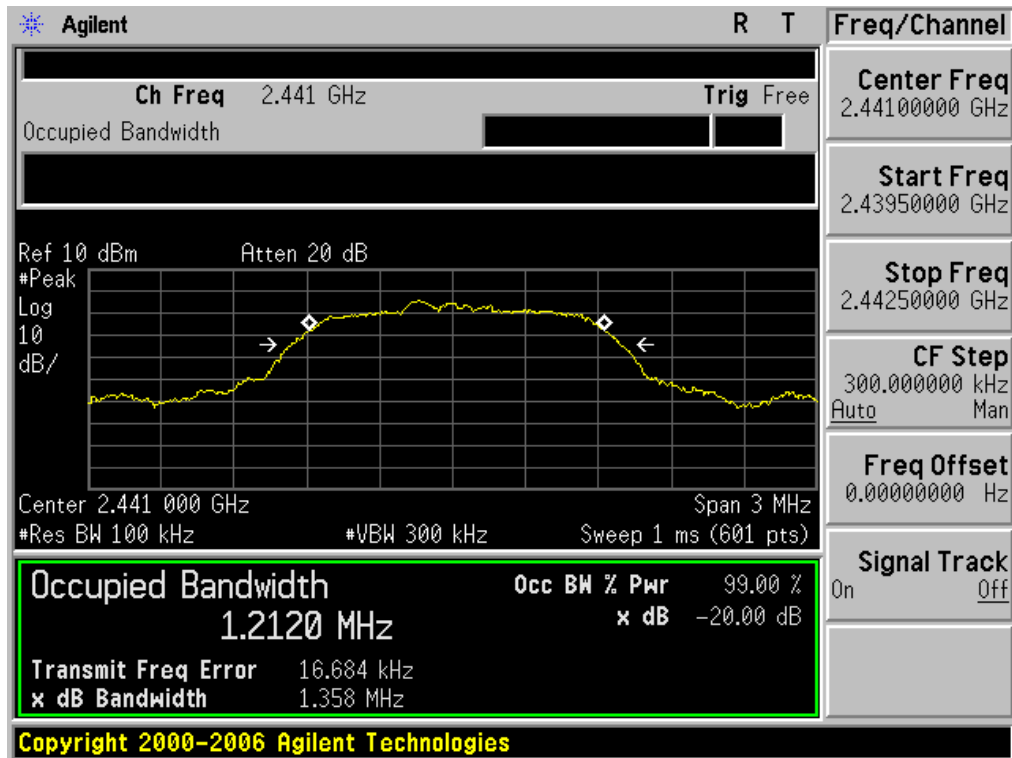 Agilent R T
Ch Freq 2.441 GHz Trig Free
Occupied Bandwidth
Ref 10 dBm Atten 20 dB
#Peak
Log
10
dB/
Center 2.441 000 GHz Span 3 MHz
#Res BW 100 kHz #VBW 300 kHz Sweep 1 ms (601 pts)
Occupied Bandwidth Occ BW % Pwr 99.00 %
1.2120 MHz x dB -20.00 dB
Transmit Freq Error 16.684 kHz
x dB Bandwidth 1.358 MHz
Copyright 2000-2006 Agilent Technologies
Freq/Channel
Center Freq
2.44100000 GHz
Start Freq
2.43950000 GHz
Stop Freq
2.44250000 GHz
CF Step
300.000000 kHz
Auto Man
Freq Offset
0.00000000 Hz
Signal Track
On Off